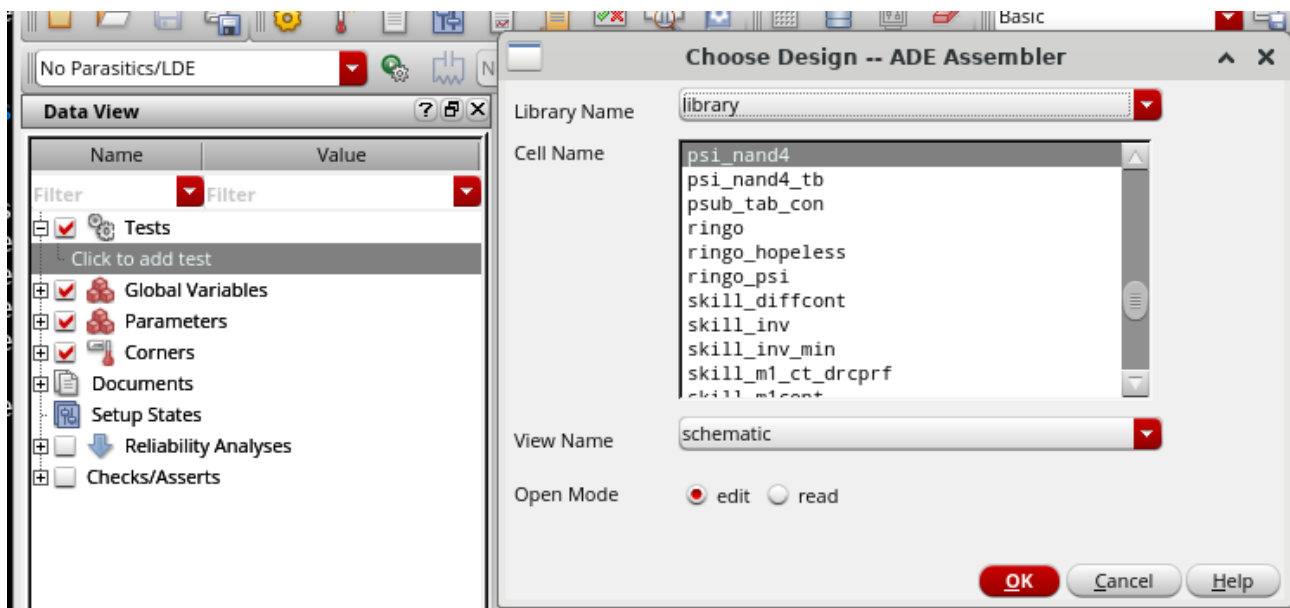 Basic
No Parasitics/LDE
Choose Design -- ADE Assembler
Data View
Library Name
library
Name
Value
Filter
Filter
Tests
Click to add test
Global Variables
Parameters
Corners
Documents
Setup States
Reliability Analyses
Checks/Asserts
Cell Name
psi_nand4
psi_nand4_tb
psub_tab_con
ringo
ringo_hopeless
ringo_psi
skill_diffcont
skill_inv
skill_inv_min
skill_m1_ct_drcprf
skill_m1cont
View Name
schematic
Open Mode
edit
read
OK
Cancel
Help